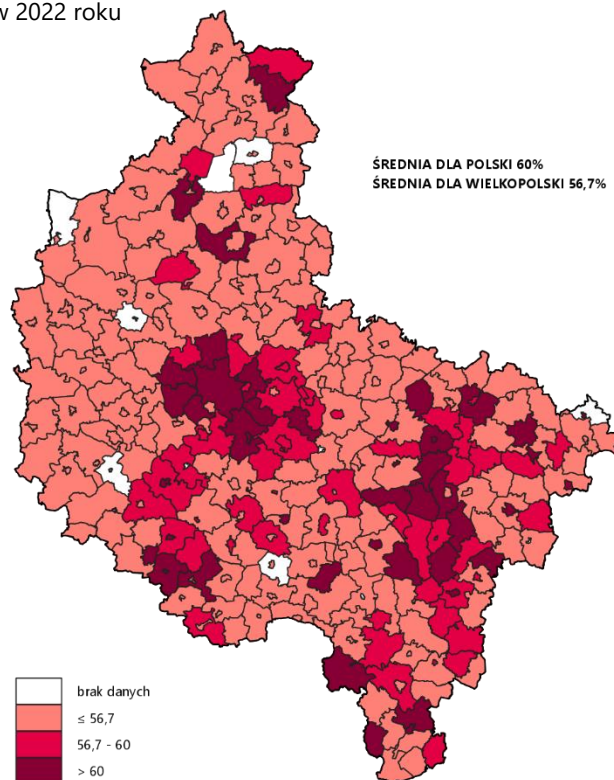 w 2022 roku
ŚREDNIA DLA POLSKI 60%
ŚREDNIA DLA WIELKOPOLSKI 56,7%
brak danych
≤ 56,7
56,7 - 60
> 60